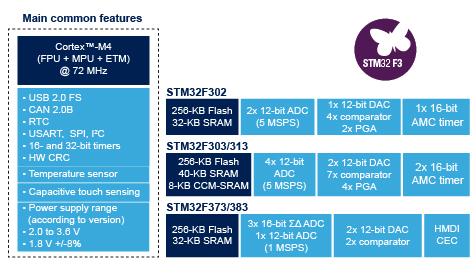 Main common features
Cortex™-M4
(FPU + MPU + ETM)
@ 72 MHz
• USB 2.0 FS
• CAN 2.0B
• RTC
• USART, SPI, I²C
• 16- and 32-bit timers
• HW CRC
• Temperature sensor
• Capacitive touch sensing
• Power supply range
(according to version)
• 2.0 to 3.6 V
• 1.8 V +/-8%
STM32 F3
STM32F302
256-KB Flash
32-KB SRAM
2x 12-bit ADC
(5 MSPS)
1x 12-bit DAC
4x comparator
2x PGA
1x 16-bit
AMC timer
STM32F303/313
256-KB Flash
40-KB SRAM
8-KB CCM-SRAM
4x 12-bit
ADC
(5 MSPS)
2x 12-bit DAC
7x comparator
4x PGA
2x 16-bit
AMC timer
STM32F373/383
256-KB Flash
32-KB SRAM
3x 16-bit ΣΔ ADC
1x 12-bit ADC
(1 MSPS)
2x 12-bit DAC
2x comparator
HMDI
CEC